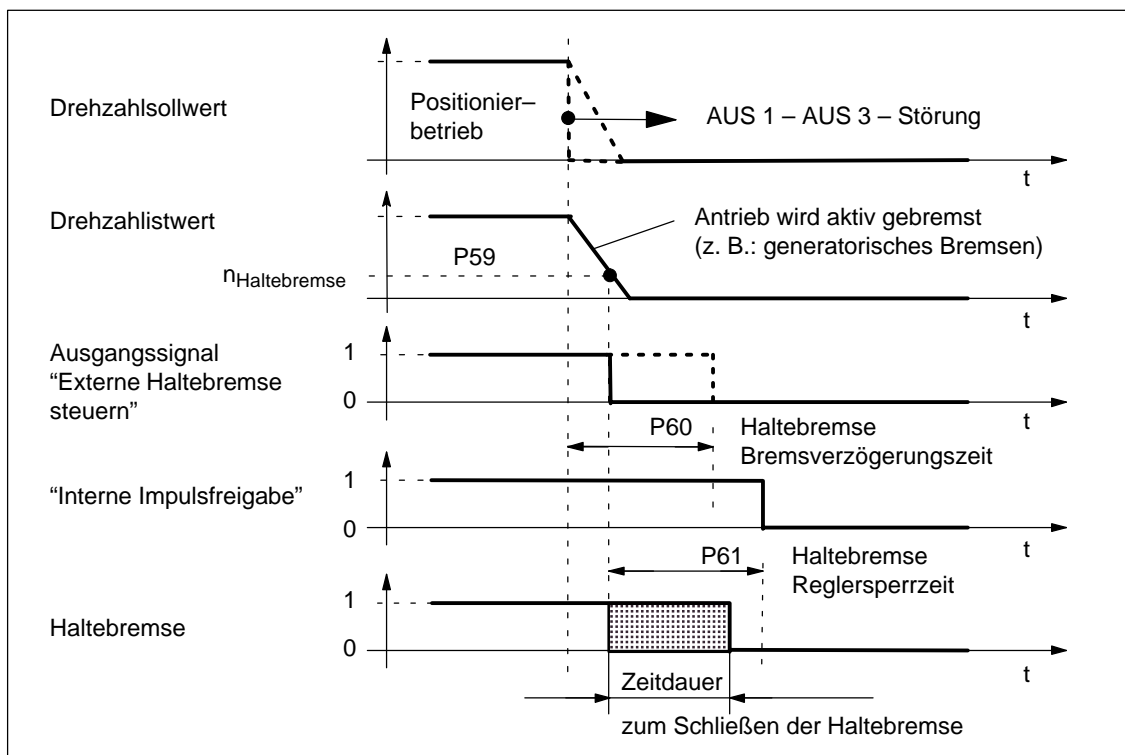 Drehzahlsollwert
Positionier–
betrieb
AUS 1 – AUS 3 – Störung
t
Drehzahlistwert
P59
nHaltebremse
Antrieb wird aktiv gebremst
(z. B.: generatorisches Bremsen)
t
Ausgangssignal
“Externe Haltebremse
steuern”
1
0
t
P60
Haltebremse
Bremsverzögerungszeit
“Interne Impulsfreigabe”
1
0
t
P61
Haltebremse
Reglersperrzeit
Haltebremse
1
0
t
Zeitdauer
zum Schließen der Haltebremse